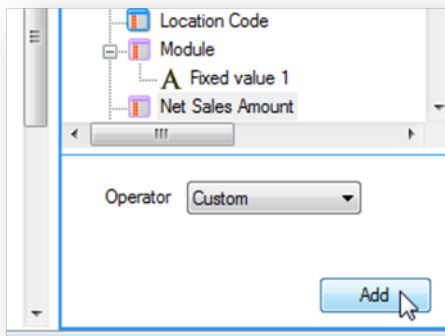 Location Code
Module
A Fixed value 1
Net Sales Amount
Operator Custom
Add